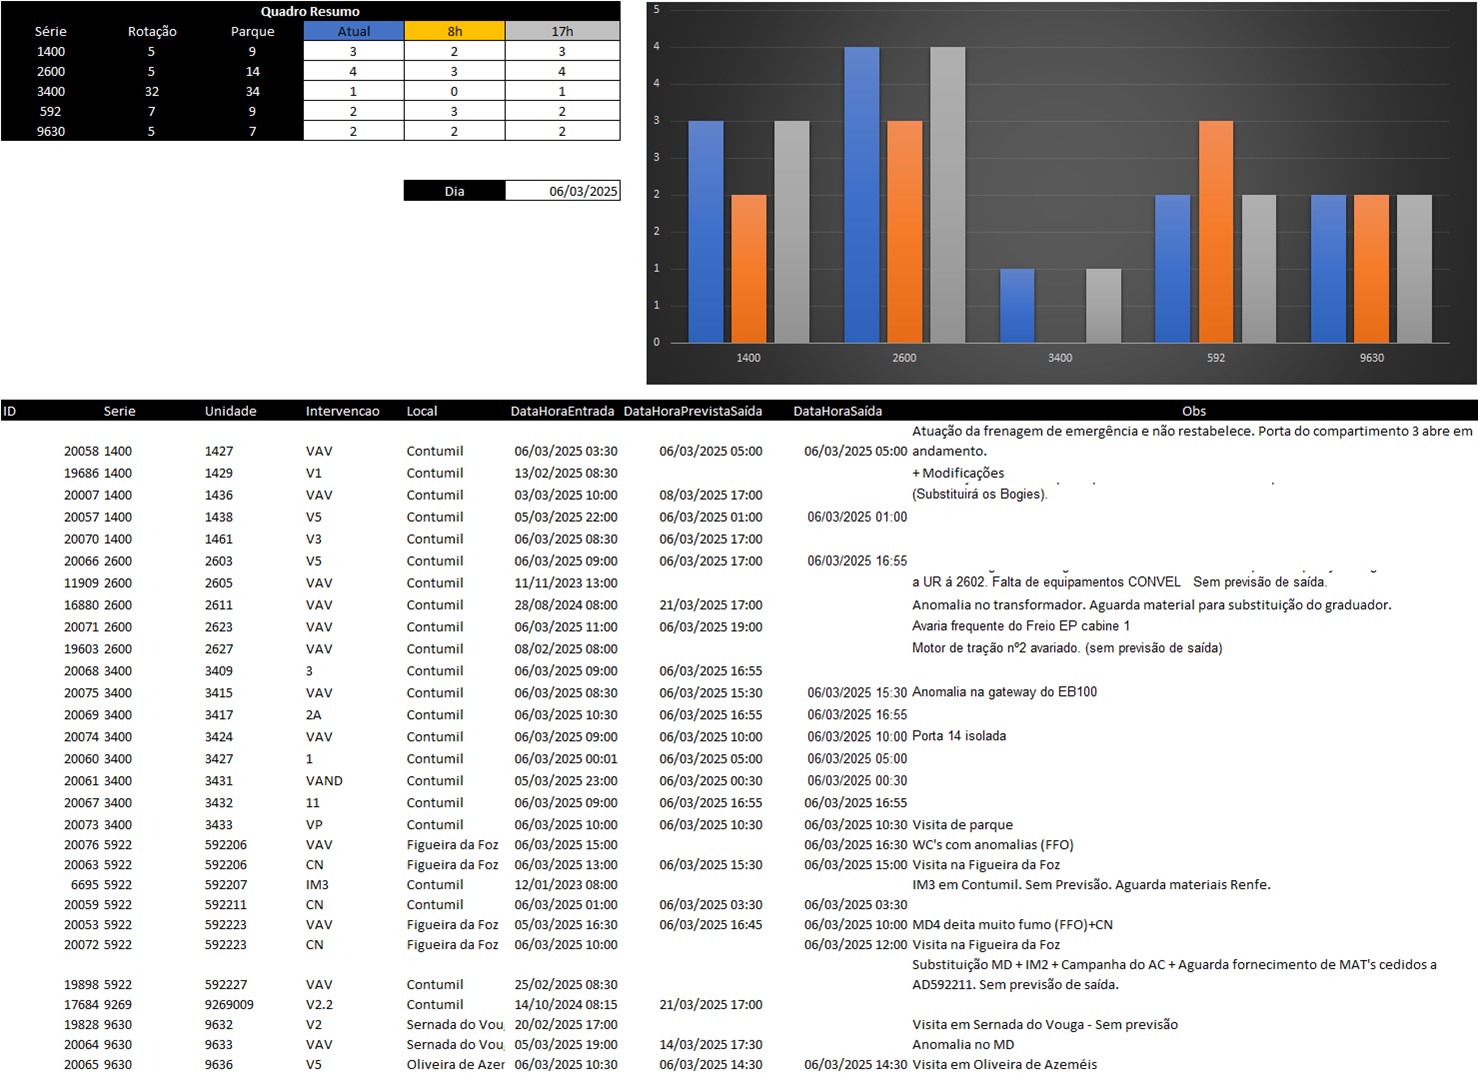 Quadro Resumo
Série Rotação Parque Atual 8h 17h
1400 5 9 3 2 3
2600 5 14 4 3 4
3400 32 34 1 0 1
592 7 9 2 3 2
9630 5 7 2 2 2
Dia 06/03/2025
5
4
4
3
3
2
2
1
1
0
1400 2600 3400 592 9630
ID Serie Unidade Intervencao Local DataHoraEntrada DataHoraPrevistaSaída DataHoraSaída Obs
Atuação da frenagem de emergência e não restabelece. Porta do compartimento 3 abre em
20058 1400 1427 VAV Contumil 06/03/2025 03:30 06/03/2025 05:00 06/03/2025 05:00 andamento.
19686 1400 1429 V1 Contumil 13/02/2025 08:30 + Modificações
20007 1400 1436 VAV Contumil 03/03/2025 10:00 08/03/2025 17:00 (Substituirá os Bogies).
20057 1400 1438 V5 Contumil 05/03/2025 22:00 06/03/2025 01:00 06/03/2025 01:00
20070 1400 1461 V3 Contumil 06/03/2025 08:30 06/03/2025 17:00
20066 2600 2603 V5 Contumil 06/03/2025 09:00 06/03/2025 17:00 06/03/2025 16:55
11909 2600 2605 VAV Contumil 11/11/2023 13:00 a UR á 2602. Falta de equipamentos CONVEL Sem previsão de saída.
16880 2600 2611 VAV Contumil 28/08/2024 08:00 21/03/2025 17:00 Anomalia no transformador. Aguarda material para substituição do graduador.
20071 2600 2623 VAV Contumil 06/03/2025 11:00 06/03/2025 19:00 Avaria frequente do Freio EP cabine 1
19603 2600 2627 VAV Contumil 08/02/2025 08:00 Motor de tração nº2 avariado. (sem previsão de saída)
20068 3400 3409 3 Contumil 06/03/2025 09:00 06/03/2025 16:55
20075 3400 3415 VAV Contumil 06/03/2025 08:30 06/03/2025 15:30 06/03/2025 15:30 Anomalia na gateway do EB100
20069 3400 3417 2A Contumil 06/03/2025 10:30 06/03/2025 16:55 06/03/2025 16:55
20074 3400 3424 VAV Contumil 06/03/2025 09:00 06/03/2025 10:00 06/03/2025 10:00 Porta 14 isolada
20060 3400 3427 1 Contumil 06/03/2025 00:01 06/03/2025 05:00 06/03/2025 05:00
20061 3400 3431 VAND Contumil 05/03/2025 23:00 06/03/2025 00:30 06/03/2025 00:30
20067 3400 3432 11 Contumil 06/03/2025 09:00 06/03/2025 16:55 06/03/2025 16:55
20073 3400 3433 VP Contumil 06/03/2025 10:00 06/03/2025 10:30 06/03/2025 10:30 Visita de parque
20076 5922 592206 VAV Figueira da Foz 06/03/2025 15:00 06/03/2025 16:30 WC's com anomalias (FFO)
20063 5922 592206 CN Figueira da Foz 06/03/2025 13:00 06/03/2025 15:30 06/03/2025 15:00 Visita na Figueira da Foz
6695 5922 592207 IM3 Contumil 12/01/2023 08:00 IM3 em Contumil. Sem Previsão. Aguarda materiais Renfe.
20059 5922 592211 CN Contumil 06/03/2025 01:00 06/03/2025 03:30 06/03/2025 03:30
20053 5922 592223 VAV Figueira da Foz 05/03/2025 16:30 06/03/2025 16:45 06/03/2025 10:00 MD4 deita muito fumo (FFO)+CN
20072 5922 592223 CN Figueira da Foz 06/03/2025 10:00 06/03/2025 12:00 Visita na Figueira da Foz
Substituição MD + IM2 + Campanha do AC + Aguarda fornecimento de MAT's cedidos a
19898 5922 592227 VAV Contumil 25/02/2025 08:30 AD592211. Sem previsão de saída.
17684 9269 9269009 V2.2 Contumil 14/10/2024 08:15 21/03/2025 17:00
19828 9630 9632 V2 Sernada do Vou 20/02/2025 17:00 Visita em Sernada do Vouga - Sem previsão
20064 9630 9633 VAV Sernada do Vou 05/03/2025 19:00 14/03/2025 17:30 Anomalia no MD
20065 9630 9636 V5 Oliveira de Azer 06/03/2025 10:30 06/03/2025 14:30 06/03/2025 14:30 Visita em Oliveira de Azeméis